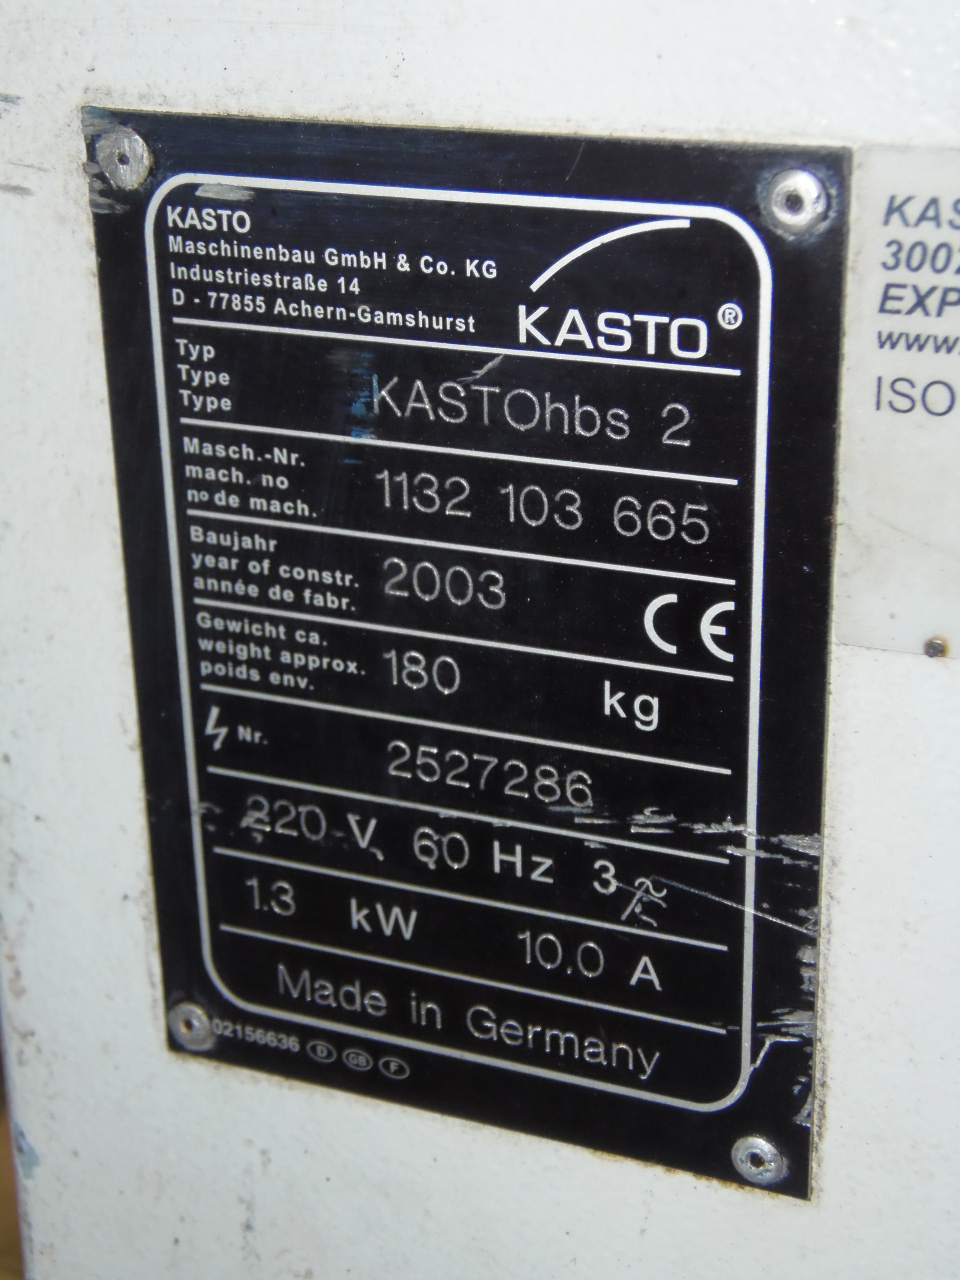 KASTO
Maschinenbau GmbH & Co. KG
Industriestraße 14
D - 77855 Achern-Gamshurst
KASTO®
Typ
Type
Type
KASTOhbs 2
Masch.-Nr.
mach. no
nº de mach.
1132 103 665
Baujahr
year of constr.
année de fabr.
2003
CE
Gewicht ca.
weight approx.
poids env.
180 kg
Nr.
2527286
220 V 60 Hz 3
1.3 kW 10.0 A
Made in Germany
02156636 D GB F
KAS
300
EXP
www.
ISO